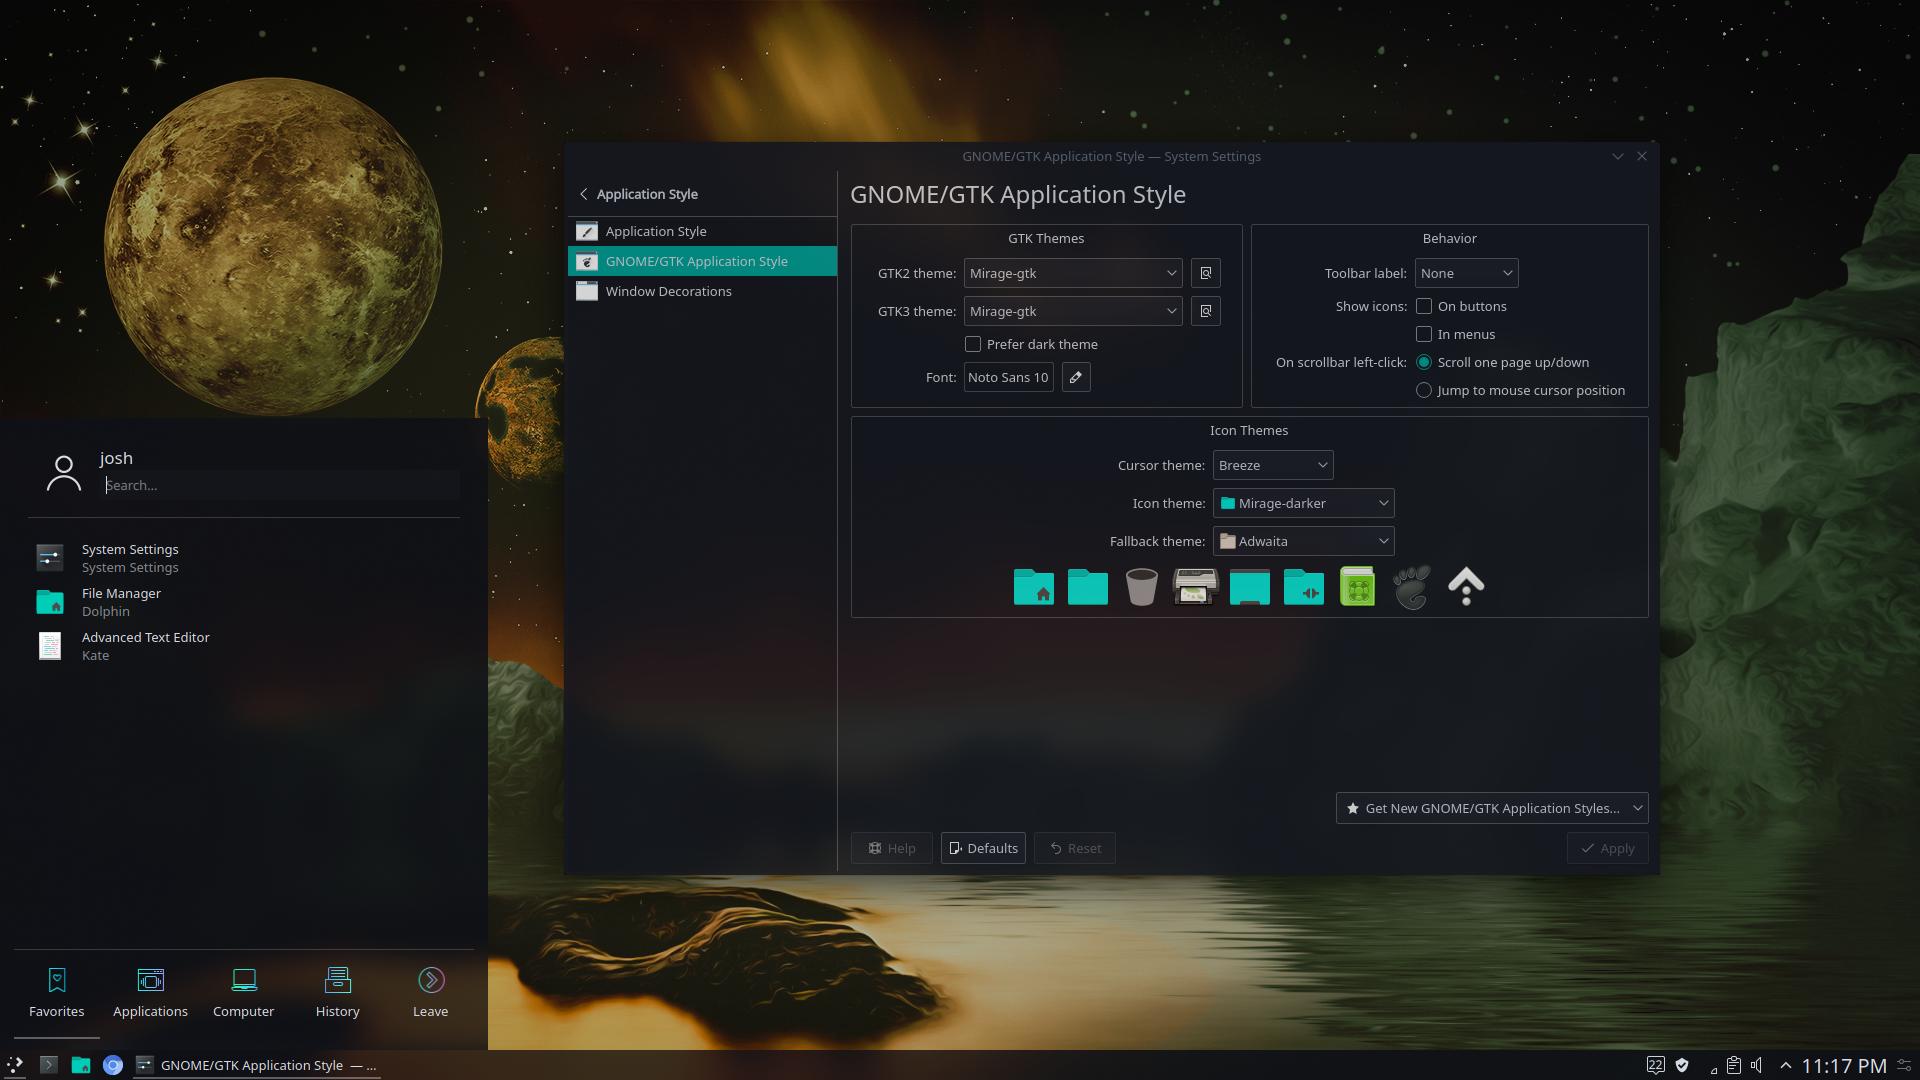 GNOME/GTK Application Style — System Settings
Application Style
Application Style
GNOME/GTK Application Style
Window Decorations
GNOME/GTK Application Style
GTK Themes
GTK2 theme: Mirage-gtk
GTK3 theme: Mirage-gtk
Prefer dark theme
Font: Noto Sans 10
Behavior
Toolbar label: None
Show icons: On buttons
In menus
On scrollbar left-click: Scroll one page up/down
Jump to mouse cursor position
Icon Themes
Cursor theme: Breeze
Icon theme: Mirage-darker
Fallback theme: Adwaita
Get New GNOME/GTK Application Styles...
Help Defaults Reset Apply
josh
Search...
System Settings
System Settings
File Manager
Dolphin
Advanced Text Editor
Kate
Favorites Applications Computer History Leave
GNOME/GTK Application Style — ...
22 11:17 PM